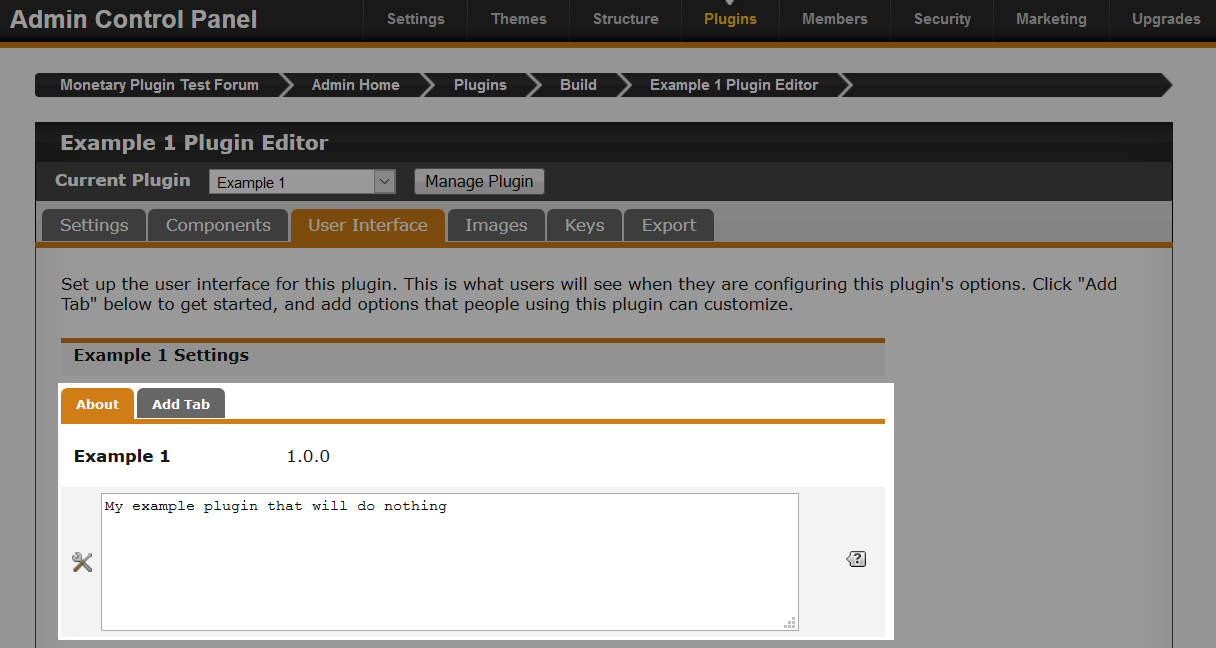 Admin Control Panel
Settings Themes Structure Plugins Members Security Marketing Upgrades
Monetary Plugin Test Forum Admin Home Plugins Build Example 1 Plugin Editor
Example 1 Plugin Editor
Current Plugin Example 1 Manage Plugin
Settings Components User Interface Images Keys Export
Set up the user interface for this plugin. This is what users will see when they are configuring this plugin's options. Click "Add
Tab" below to get started, and add options that people using this plugin can customize.
Example 1 Settings
About Add Tab
Example 1 1.0.0
My example plugin that will do nothing
?